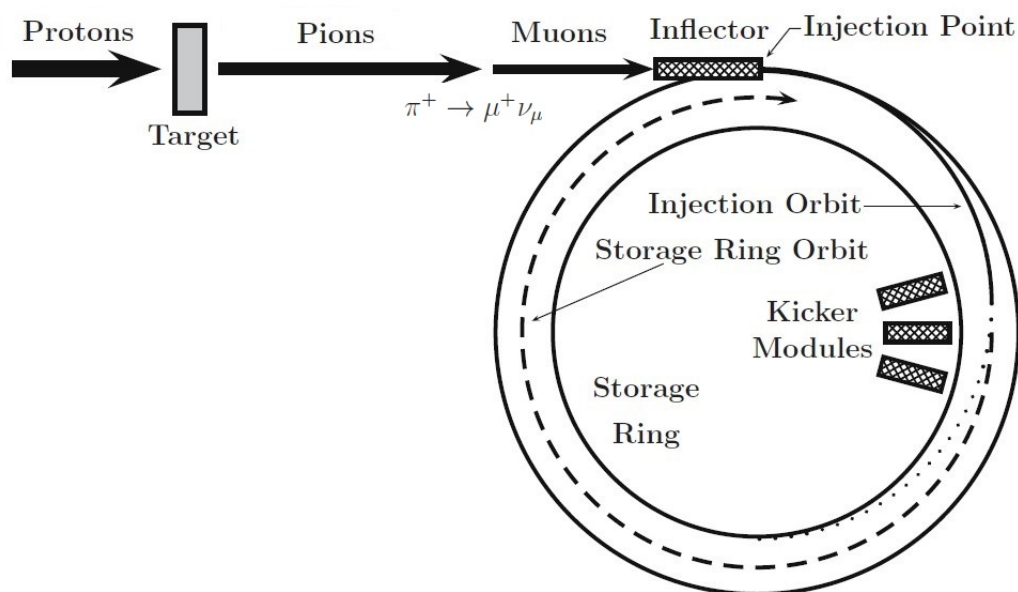 Protons
Pions
Muons
Inflector
Injection Point
Target
π⁺ → μ⁺ν_μ
Injection Orbit
Storage Ring Orbit
Kicker
Modules
Storage
Ring